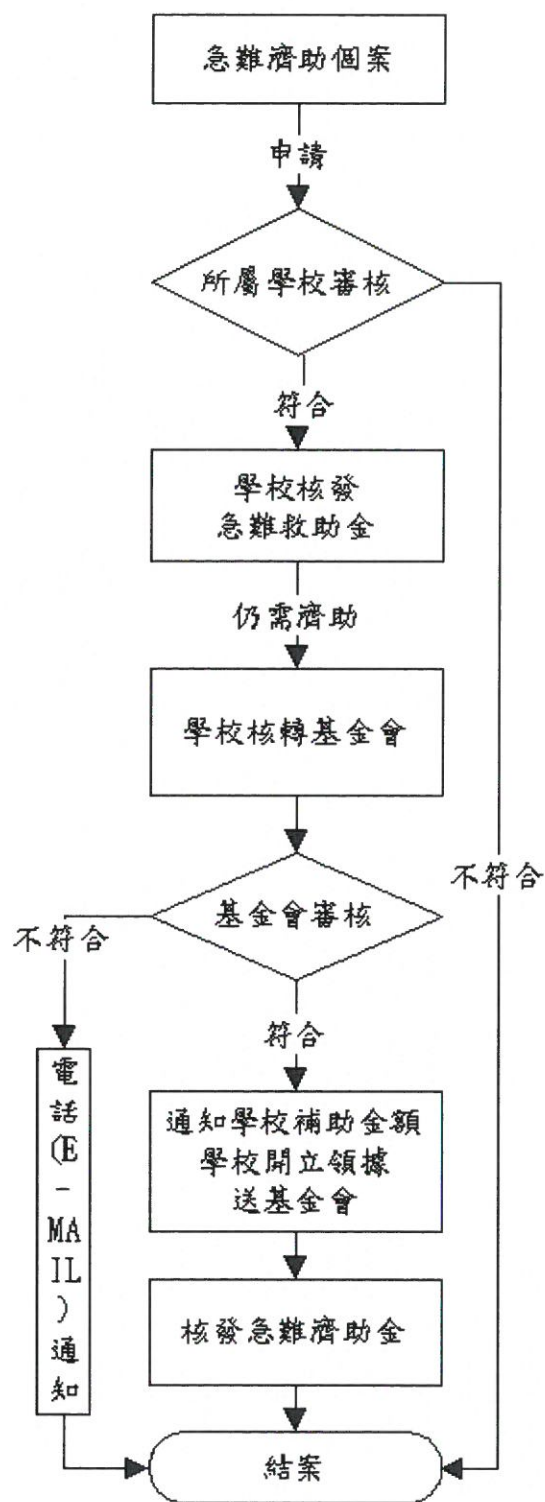 急難濟助個案
申請
所屬學校審核
符合
學校核發
急難救助金
仍需濟助
學校核轉基金會
不符合
基金會審核
不符合
符合
電
話
(E
-
MA
IL
)
通
知
通知學校補助金額
學校開立領據
送基金會
核發急難濟助金
結案